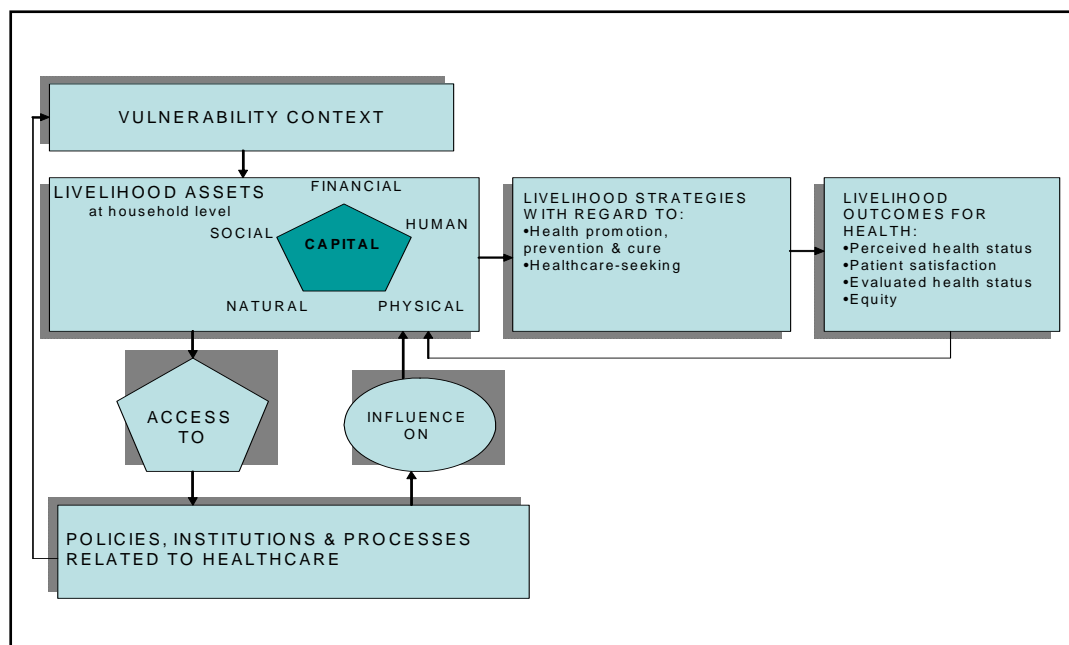 VULNERABILITY CONTEXT
LIVELIHOOD ASSETS
at household level
FINANCIAL
SOCIAL
HUMAN
CAPITAL
NATURAL
PHYSICAL
LIVELIHOOD STRATEGIES
WITH REGARD TO:
•Health promotion,
prevention & cure
•Healthcare-seeking
LIVELIHOOD
OUTCOMES FOR
HEALTH:
•Perceived health status
•Patient satisfaction
•Evaluated health status
•Equity
ACCESS
TO
INFLUENCE
ON
POLICIES, INSTITUTIONS & PROCESSES
RELATED TO HEALTHCARE